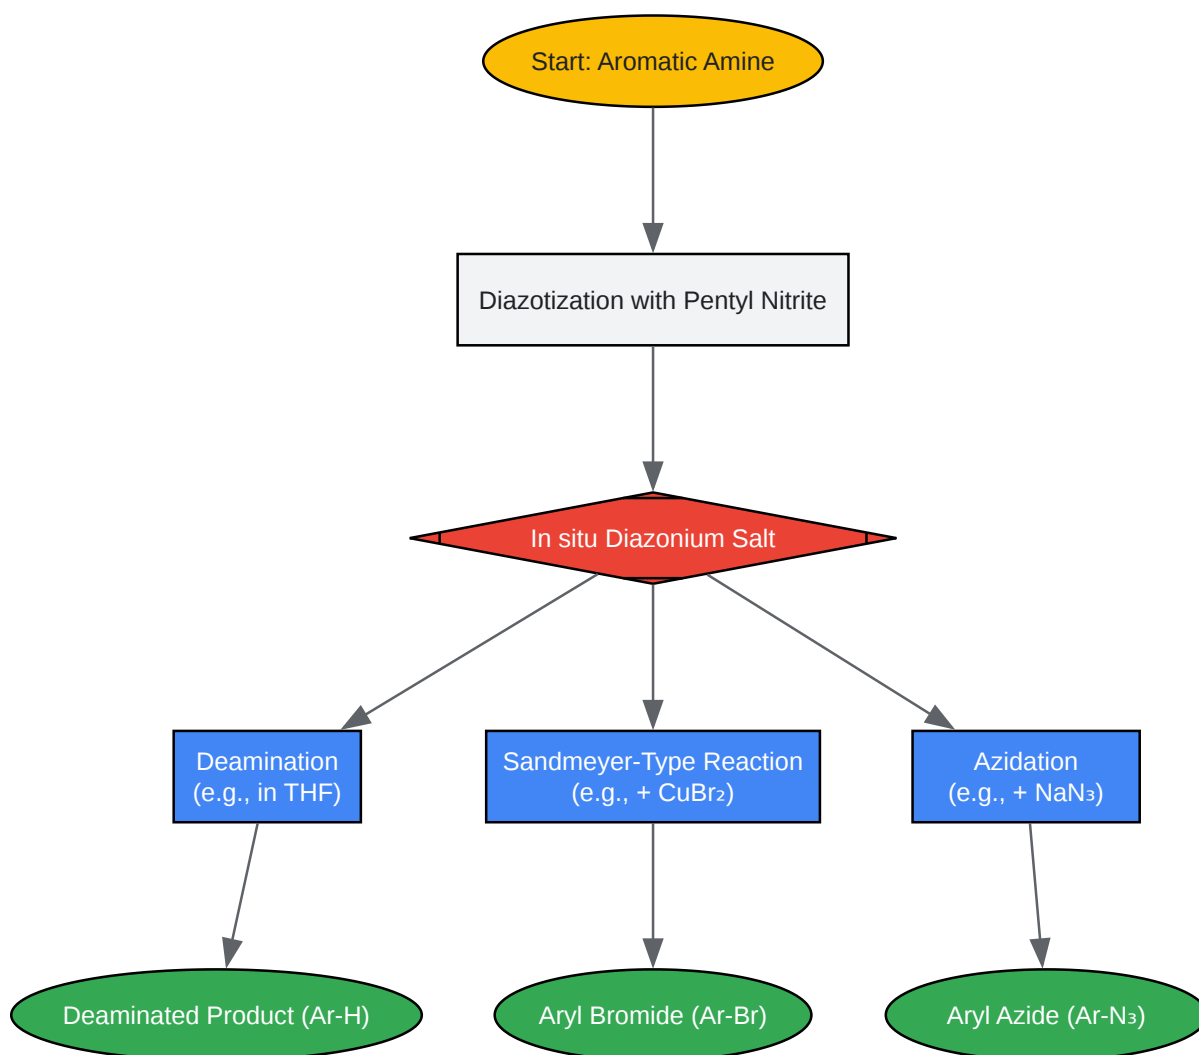 Start: Aromatic Amine
Diazotization with Pentyl Nitrite
In situ Diazonium Salt
Deamination
(e.g., in THF)
Sandmeyer-Type Reaction
(e.g., + CuBr₂)
Azidation
(e.g., + NaN₃)
Deaminated Product (Ar-H)
Aryl Bromide (Ar-Br)
Aryl Azide (Ar-N₃)